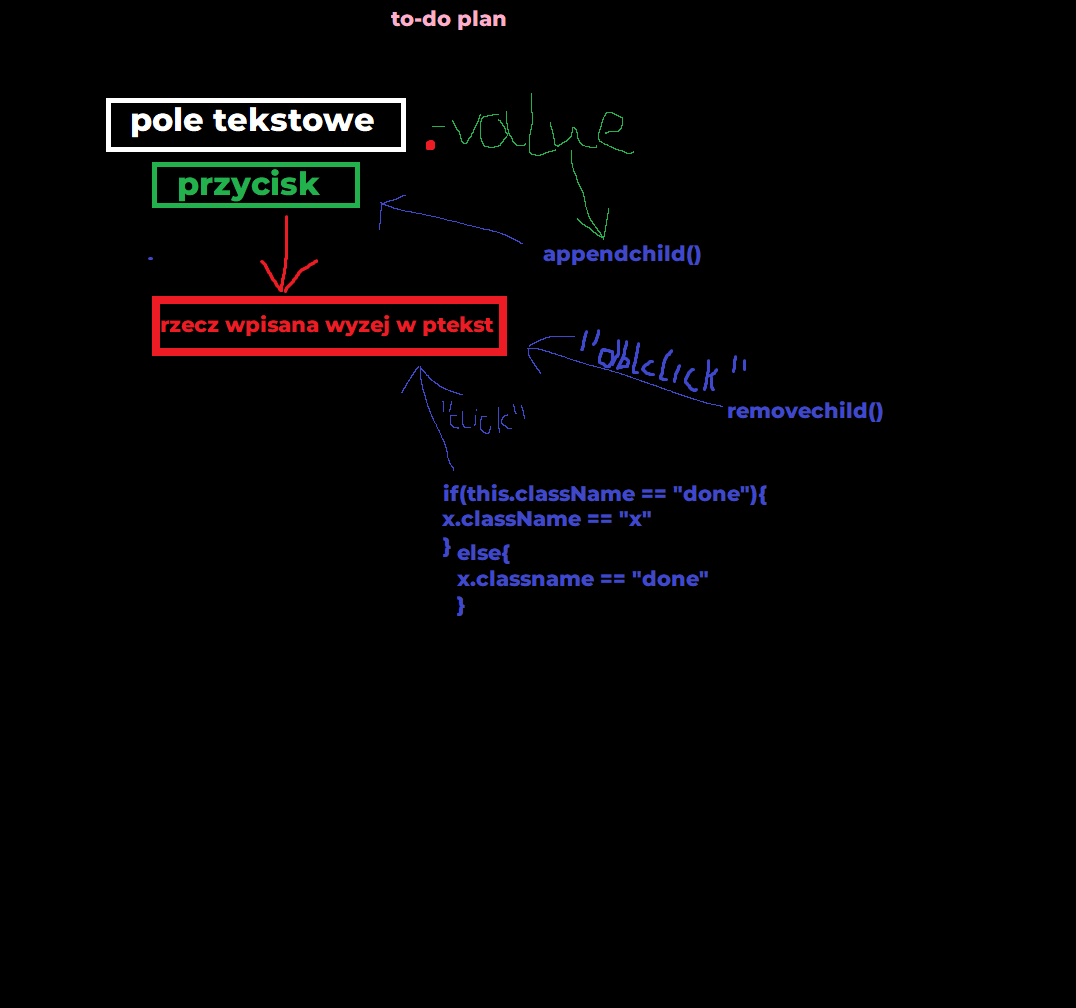 to-do plan
pole tekstowe
.value
przycisk
appendchild()
rzecz wpisana wyzej w ptekst
"dblclick"
removechild()
"click"
if(this.className == "done"){
x.className == "x"
} else{
x.classname == "done"
}